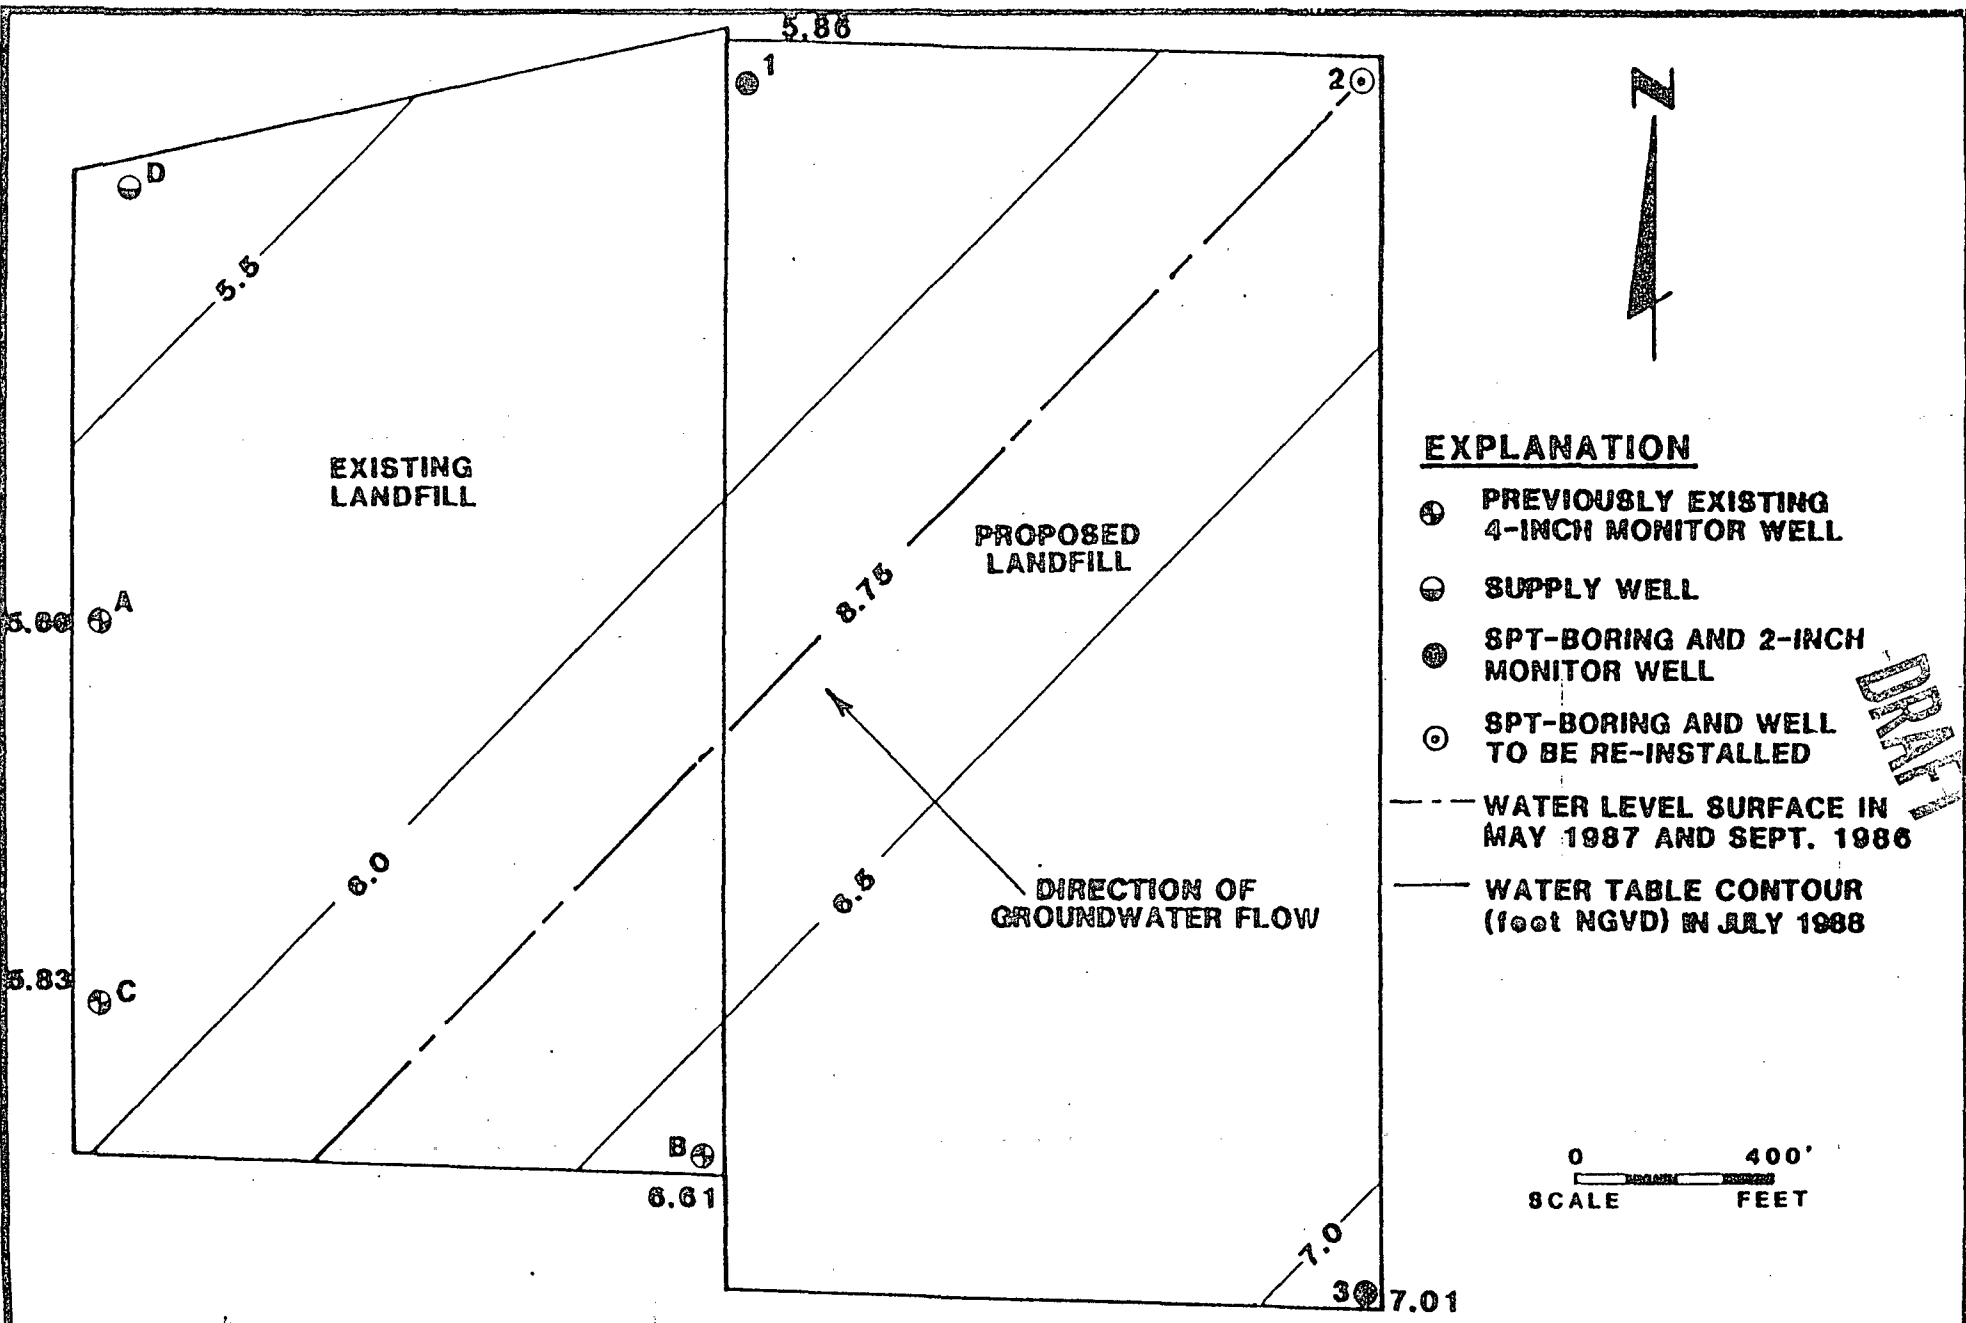 5.86
1
2
N
D
5.5
EXISTING
LANDFILL
PROPOSED
LANDFILL
8.75
A
C
5.83
6.0
6.5
DIRECTION OF
GROUNDWATER FLOW
B
6.61
7.0
3
7.01
EXPLANATION
PREVIOUSLY EXISTING
4-INCH MONITOR WELL
SUPPLY WELL
SPT-BORING AND 2-INCH
MONITOR WELL
SPT-BORING AND WELL
TO BE RE-INSTALLED
WATER LEVEL SURFACE IN
MAY 1987 AND SEPT. 1986
WATER TABLE CONTOUR
(foot NGVD) IN JULY 1988
DRAFT
0 400'
SCALE FEET